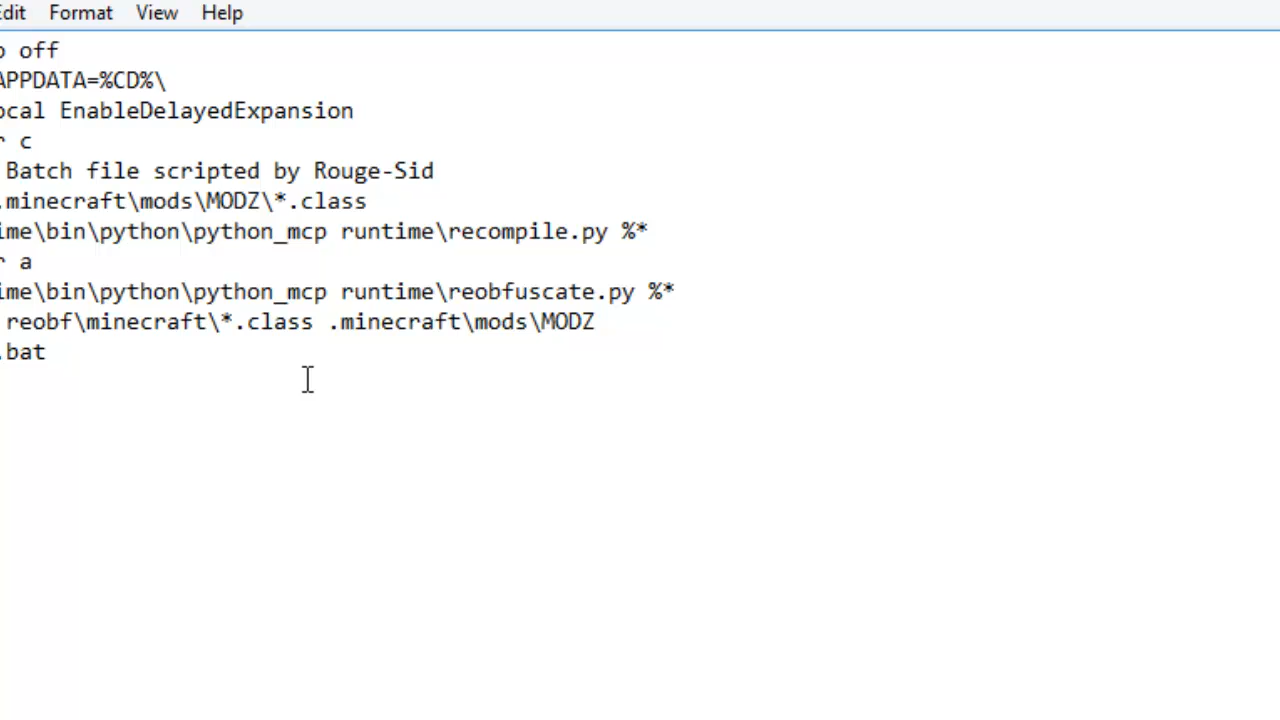 Edit Format View Help
o off
APPDATA=%CD%\
ocal EnableDelayedExpansion
r c
Batch file scripted by Rouge-Sid
.minecraft\mods\MODZ\*.class
ime\bin\python\python_mcp runtime\recompile.py %*
r a
ime\bin\python\python_mcp runtime\reobfuscate.py %*
reobf\minecraft\*.class .minecraft\mods\MODZ
.bat